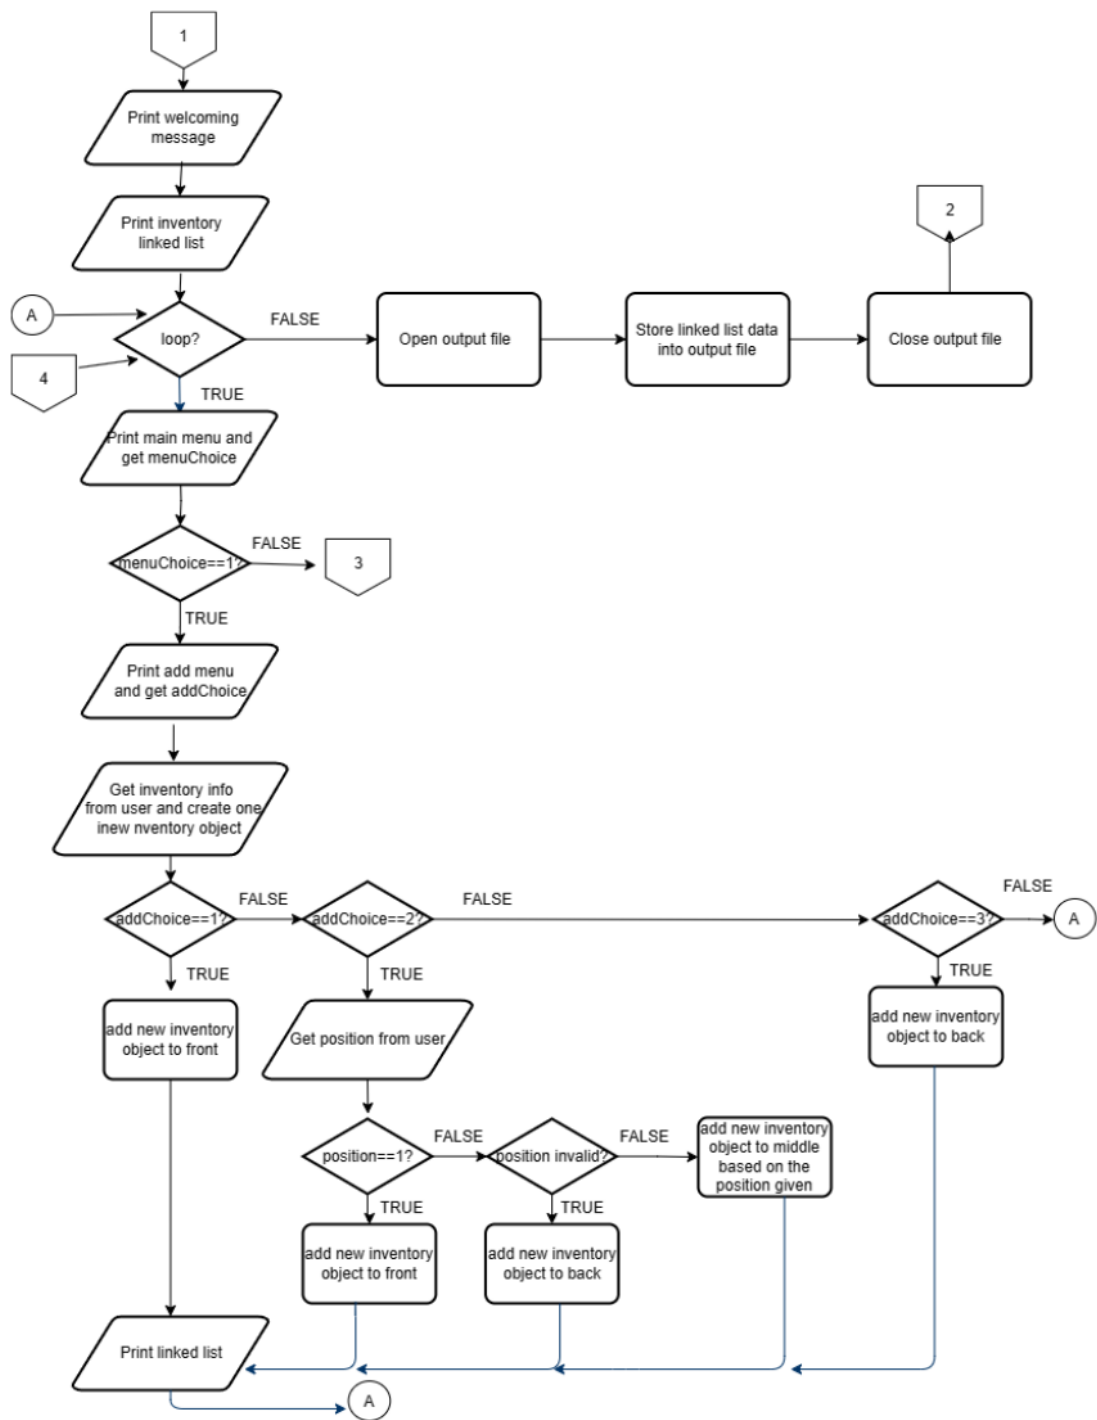 1
Print welcoming
message
Print inventory
linked list
2
A
loop?
FALSE
Open output file
Store linked list data
into output file
Close output file
4
TRUE
Print main menu and
get menuChoice
menuChoice==1?
FALSE
3
TRUE
Print add menu
and get addChoice
Get inventory info
from user and create one
inew nventory object
addChoice==1?
FALSE
addChoice==2?
FALSE
addChoice==3?
FALSE
A
TRUE
TRUE
TRUE
add new inventory
object to front
Get position from user
add new inventory
object to back
position==1?
FALSE
position invalid?
FALSE
add new inventory
object to middle
based on the
position given
TRUE
TRUE
add new inventory
object to front
add new inventory
object to back
Print linked list
A